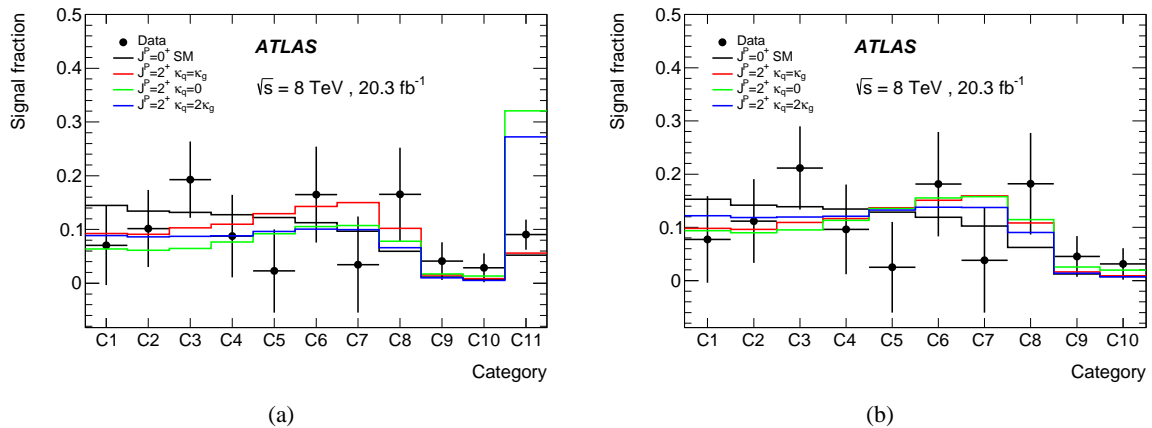 Signal fraction
0.5
0.4
0.3
0.2
0.1
0
Data
J^P=0^+ SM
J^P=2^+ κ_q=κ_g
J^P=2^+ κ_q=0
J^P=2^+ κ_q=2κ_g
ATLAS
√s = 8 TeV , 20.3 fb^-1
C1 C2 C3 C4 C5 C6 C7 C8 C9 C10 C11
Category
(a)
Signal fraction
0.5
0.4
0.3
0.2
0.1
0
Data
J^P=0^+ SM
J^P=2^+ κ_q=κ_g
J^P=2^+ κ_q=0
J^P=2^+ κ_q=2κ_g
ATLAS
√s = 8 TeV , 20.3 fb^-1
C1 C2 C3 C4 C5 C6 C7 C8 C9 C10
Category
(b)